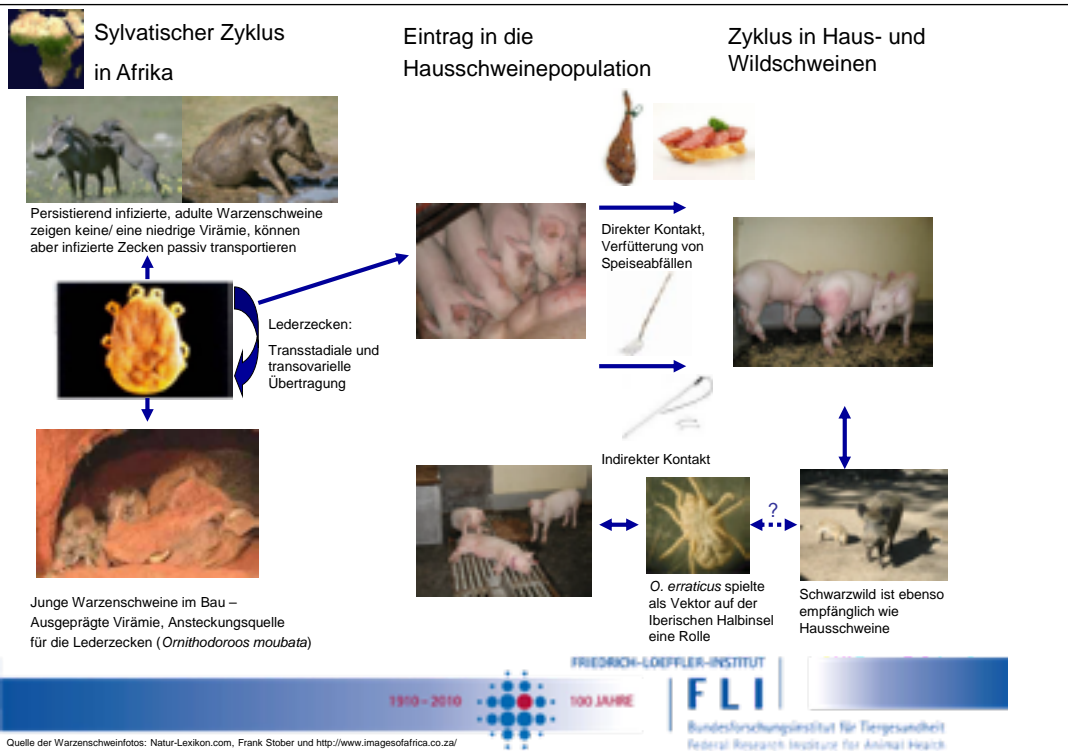 Sylvatischer Zyklus
in Afrika
Eintrag in die
Hausschweinepopulation
Zyklus in Haus- und
Wildschweinen
Persistierend infizierte, adulte Warzenschweine
zeigen keine/ eine niedrige Virämie, können
aber infizierte Zecken passiv transportieren
Lederzecken:
Transstadiale und
transovarielle
Übertragung
Junge Warzenschweine im Bau –
Ausgeprägte Virämie, Ansteckungsquelle
für die Lederzecken (Ornithodoroos moubata)
Direkter Kontakt,
Verfütterung von
Speiseabfällen
Indirekter Kontakt
O. erraticus spielte
als Vektor auf der
Iberischen Halbinsel
eine Rolle
?
Schwarzwild ist ebenso
empfänglich wie
Hausschweine
1910 – 2010
100 JAHRE
FRIEDRICH-LOEFFLER-INSTITUT
FLI
Bundesforschungsinstitut für Tiergesundheit
Federal Research Institute for Animal Health
Quelle der Warzenschweinfotos: Natur-Lexikon.com, Frank Stober und http://www.imagesofafrica.co.za/